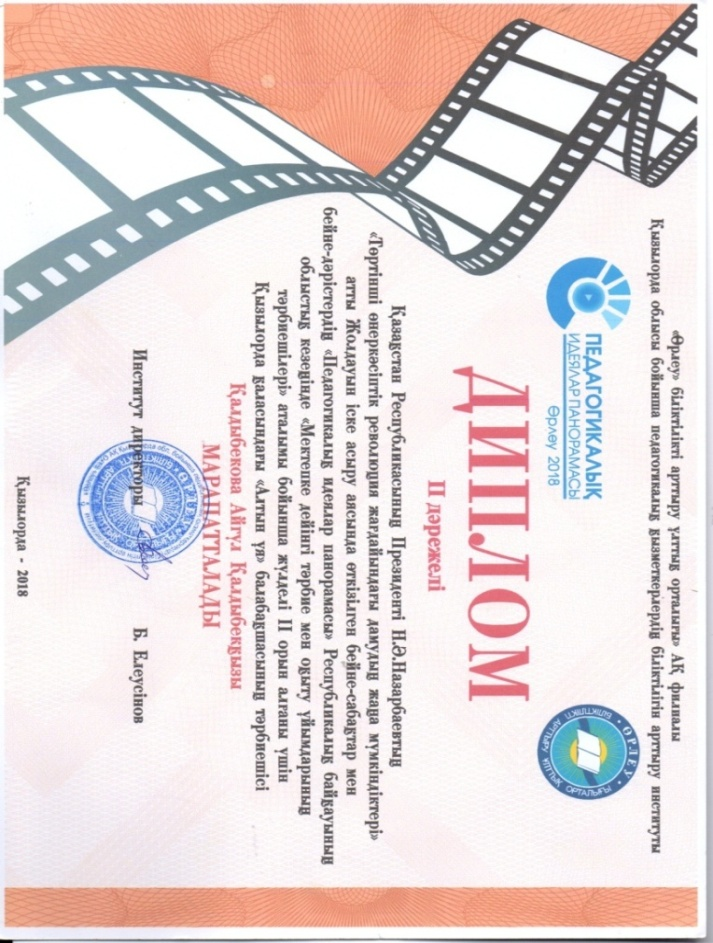 «Өрлеу» біліктілікті арттыру ұлттық орталығы» АҚ филиалы
Қызылорда облысы бойынша педагогикалық қызметкерлердің біліктілігін арттыру институты
ПЕДАГОГИКАЛЫҚ
ИДЕЯЛАР ПАНОРАМАСЫ
Өрлеу 2018
• ӨРЛЕУ •
БІЛІКТІЛІКТІ АРТТЫРУ ҰЛТТЫҚ ОРТАЛЫҒЫ
ДИПЛОМ
II дәрежелі
Қазақстан Республикасының Президенті Н.Ә.Назарбаевтың
«Төртінші өнеркәсіптік революция жағдайындағы дамудың жаңа мүмкіндіктері»
атты Жолдауын іске асыру аясында өткізілген бейне-сабақтар мен
бейне-дәрістердің «Педагогикалық идеялар панорамасы» Республикалық байқауының
облыстық кезеңінде «Мектепке дейінгі тәрбие мен оқыту ұйымдарының
тәрбиешілері» аталымы бойынша жүлделі II орын алғаны үшін
Қызылорда қаласындағы «Алтын ұя» балабақшасының тәрбиешісі
Қалдыбекова Айгүл Қалдыбекқызы
МАРАПАТТАЛАДЫ
Институт директоры Б. Елеусінов
Қызылорда - 2018